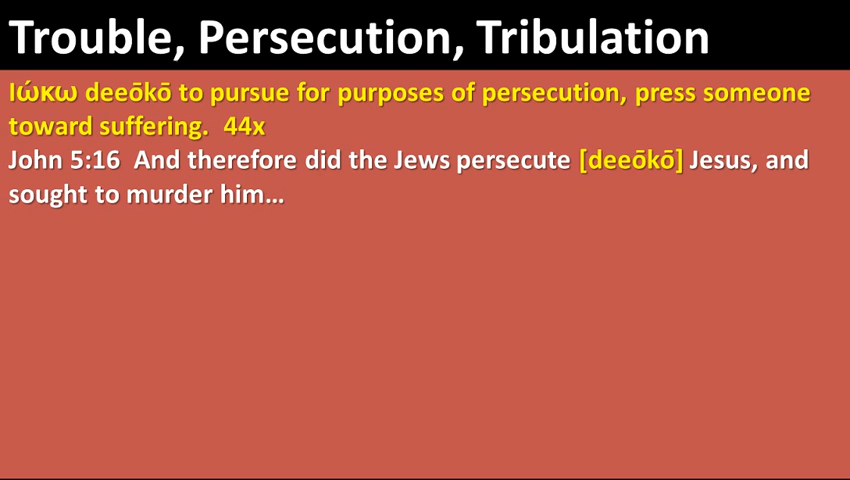 Trouble, Persecution, Tribulation
Ιώκω deeōkō to pursue for purposes of persecution, press someone
toward suffering.  44x
John 5:16  And therefore did the Jews persecute [deeōkō] Jesus, and
sought to murder him…